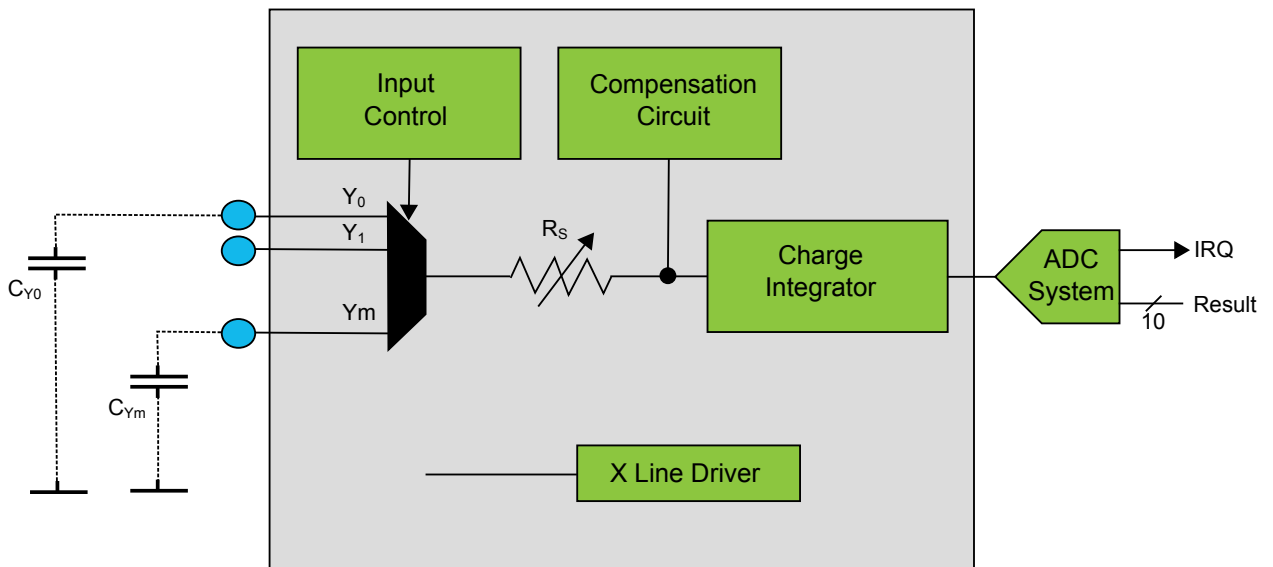 Input
Control
Compensation
Circuit
Y0
Y1
Ym
RS
Charge
Integrator
ADC
System
IRQ
Result
10
CY0
CYm
X Line Driver